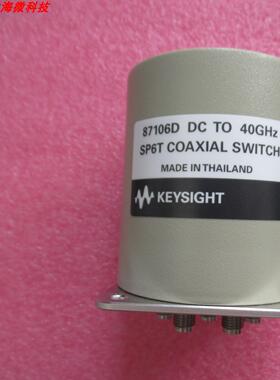 海微科技
87106D DC TO 40GHz
SP6T COAXIAL SWITCH
MADE IN THAILAND
KEYSIGHT